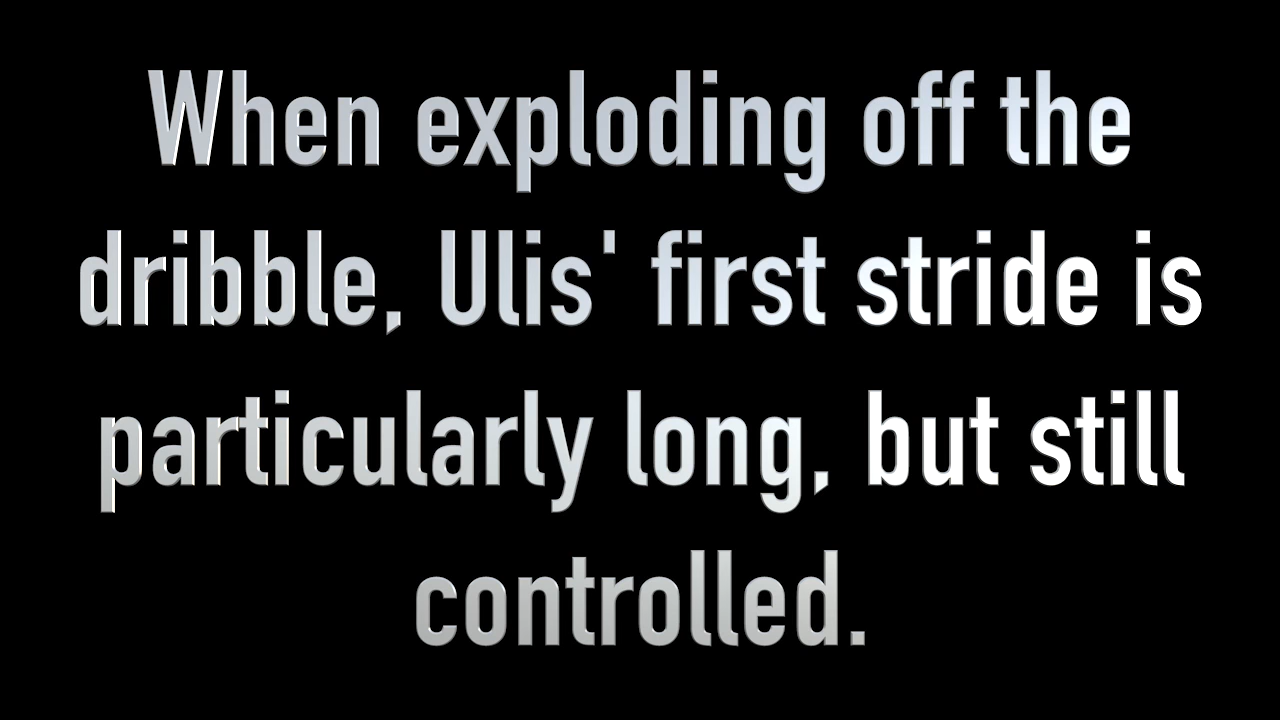 When exploding off the
dribble, Ulis' first stride is
particularly long, but still
controlled.